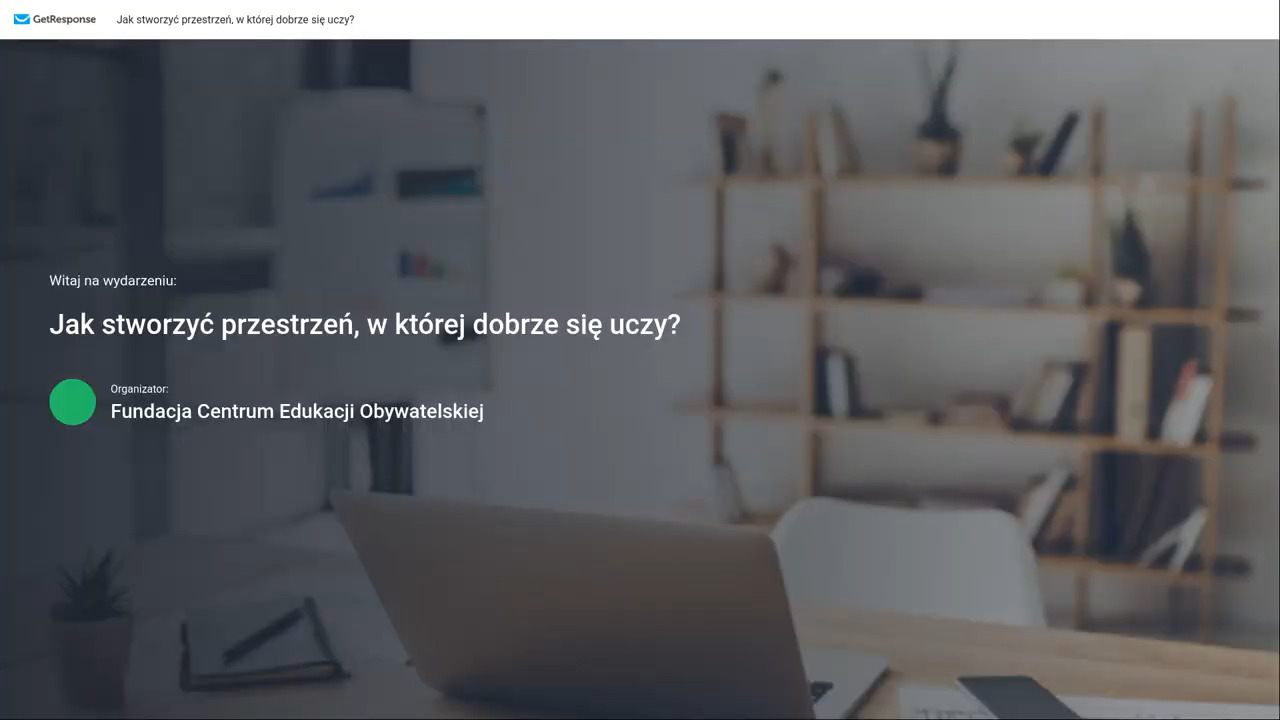 GetResponse
Jak stworzyć przestrzeń, w której dobrze się uczy?
Witaj na wydarzeniu:
Jak stworzyć przestrzeń, w której dobrze się uczy?
Organizator:
Fundacja Centrum Edukacji Obywatelskiej